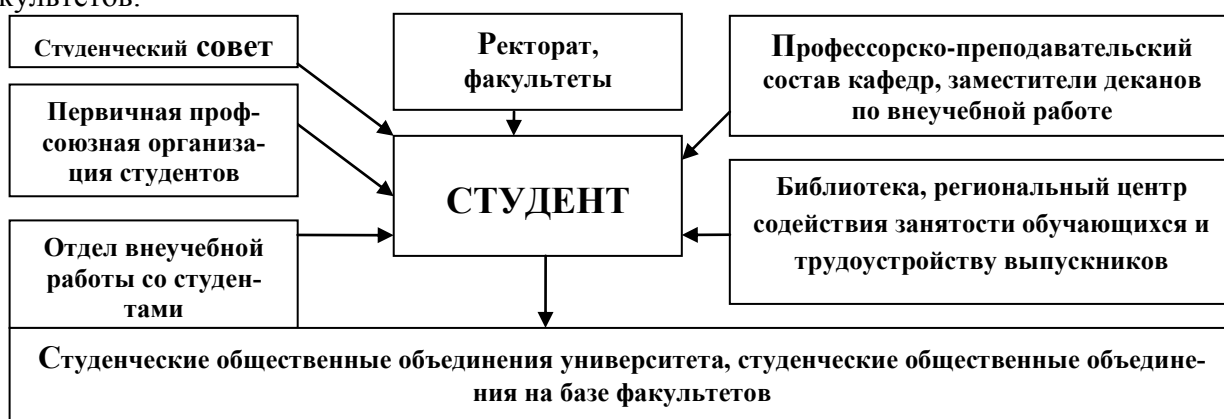 культетов.
Студенческий совет
Первичная проф-
союзная организа-
ция студентов
Отдел внеучебной
работы со студен-
тами
Ректорат,
факультеты
СТУДЕНТ
Профессорско-преподавательский
состав кафедр, заместители деканов
по внеучебной работе
Библиотека, региональный центр
содействия занятости обучающихся и
трудоустройству выпускников
Студенческие общественные объединения университета, студенческие общественные объедине-
ния на базе факультетов